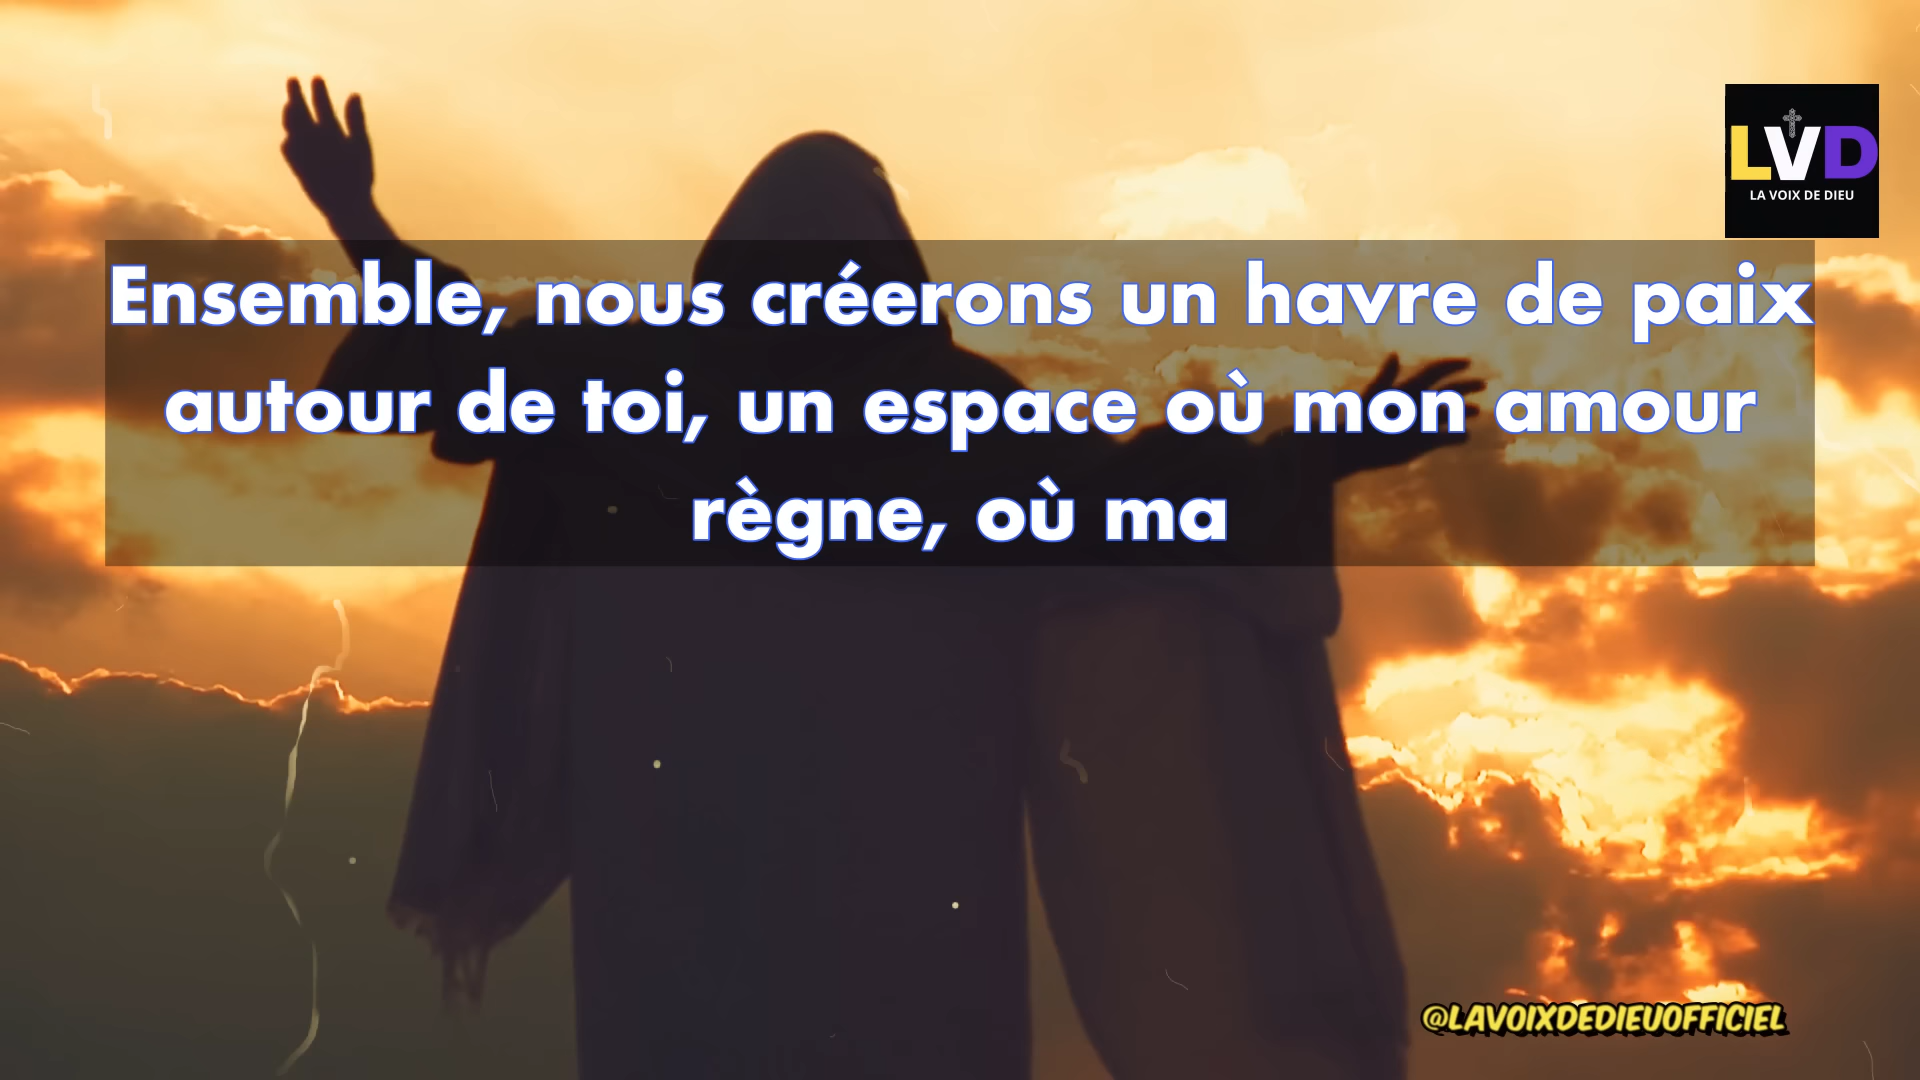 LVD
LA VOIX DE DIEU
Ensemble, nous créerons un havre de paix
autour de toi, un espace où mon amour
règne, où ma
@LAVOIXDEDIEUOFFICIEL